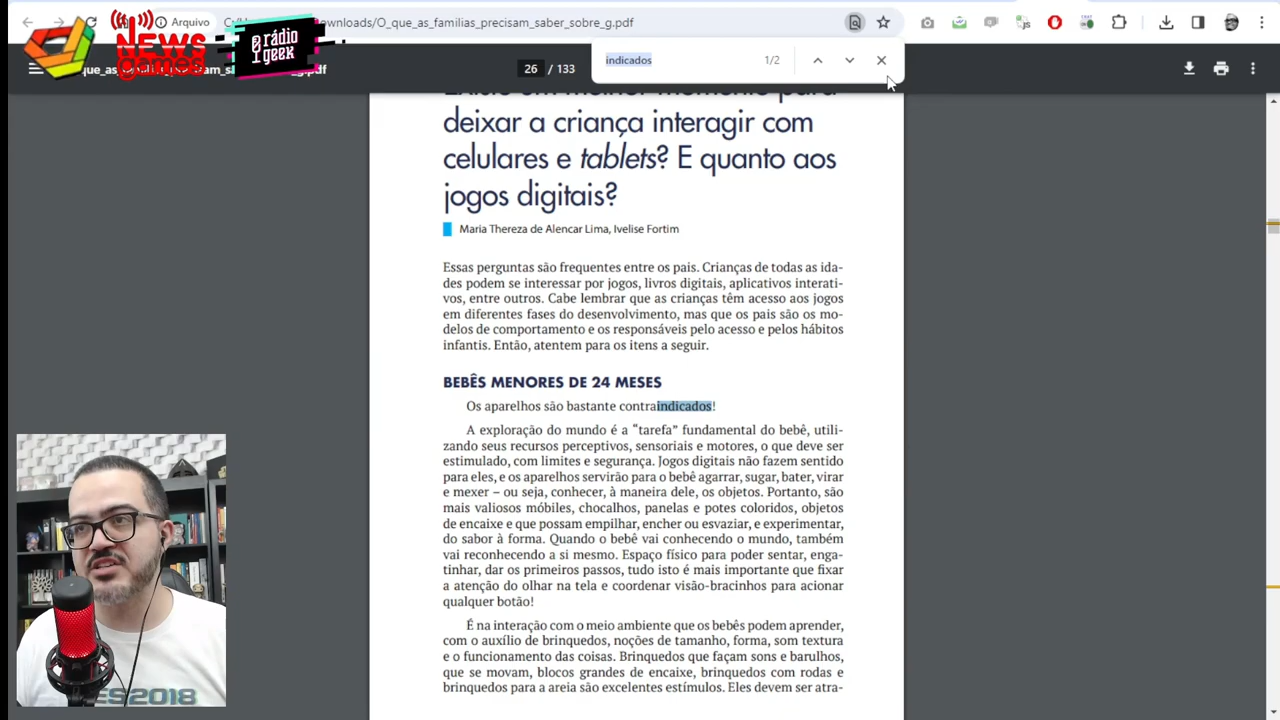 Arquivo
ownloads/O_que_as_familias_precisam_saber_sobre_g.pdf
NEWS
games
rádio
geek
26 / 133
indicados
1/2
deixar a criança interagir com
celulares e tablets? E quanto aos
jogos digitais?
Maria Thereza de Alencar Lima, Ivelise Fortim
Essas perguntas são frequentes entre os pais. Crianças de todas as ida-
des podem se interessar por jogos, livros digitais, aplicativos interati-
vos, entre outros. Cabe lembrar que as crianças têm acesso aos jogos
em diferentes fases do desenvolvimento, mas que os pais são os mo-
delos de comportamento e os responsáveis pelo acesso e pelos hábitos
infantis. Então, atentem para os itens a seguir.
BEBÊS MENORES DE 24 MESES
Os aparelhos são bastante contraindicados!
A exploração do mundo é a “tarefa” fundamental do bebê, utili-
zando seus recursos perceptivos, sensoriais e motores, o que deve ser
estimulado, com limites e segurança. Jogos digitais não fazem sentido
para eles, e os aparelhos servirão para o bebê agarrar, sugar, bater, virar
e mexer – ou seja, conhecer, à maneira dele, os objetos. Portanto, são
mais valiosos móbiles, chocalhos, panelas e potes coloridos, objetos
de encaixe e que possam empilhar, encher ou esvaziar, e experimentar,
do sabor à forma. Quando o bebê vai conhecendo o mundo, também
vai reconhecendo a si mesmo. Espaço físico para poder sentar, enga-
tinhar, dar os primeiros passos, tudo isto é mais importante que fixar
a atenção do olhar na tela e coordenar visão-bracinhos para acionar
qualquer botão!
É na interação com o meio ambiente que os bebês podem aprender,
com o auxílio de brinquedos, noções de tamanho, forma, som textura
e o funcionamento das coisas. Brinquedos que façam sons e barulhos,
que se movam, blocos grandes de encaixe, brinquedos com rodas e
brinquedos para a areia são excelentes estímulos. Eles devem ser atra-
ES2018